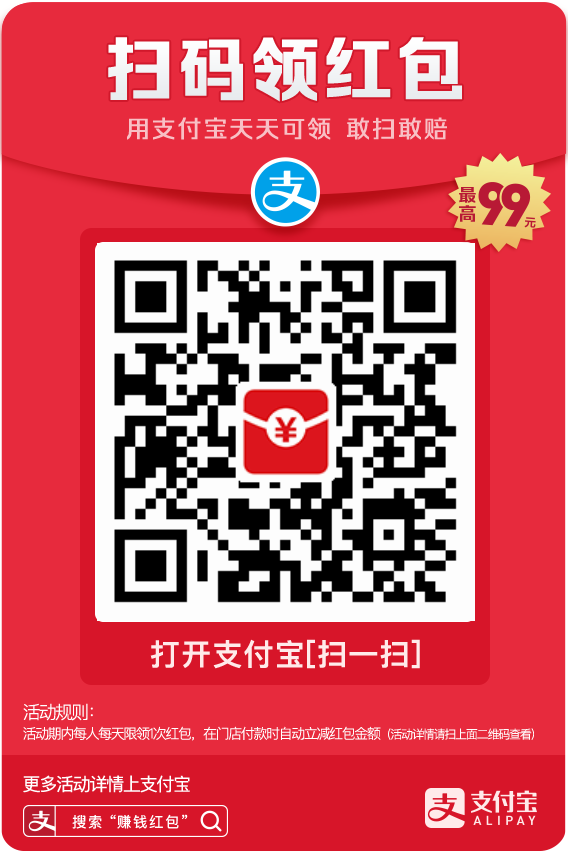 扫码领红包
用支付宝天天可领 敢扫敢赔
支
最高99元
¥
打开支付宝[扫一扫]
活动规则：
活动期内每人每天限领1次红包，在门店付款时自动立减红包金额（活动详情请扫上面二维码查看）
更多活动详情上支付宝
支 搜索“赚钱红包”
支 支付宝
ALIPAY